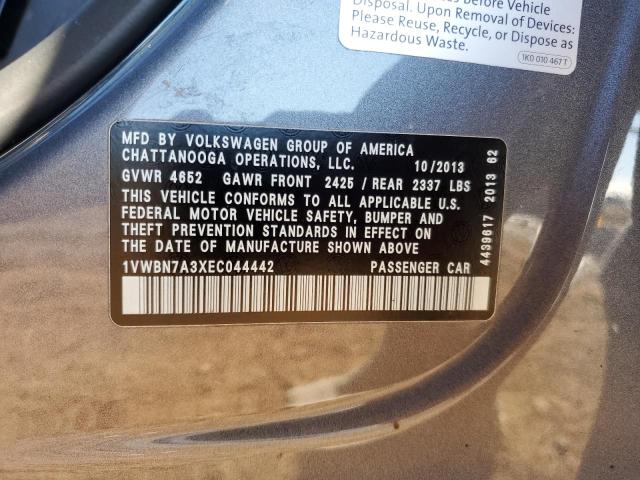 before Vehicle
Disposal. Upon Removal of Devices:
Please Reuse, Recycle, or Dispose as
Hazardous Waste.
1K0 010 467 T
MFD BY VOLKSWAGEN GROUP OF AMERICA
CHATTANOOGA OPERATIONS, LLC. 10/2013
GVWR 4652 GAWR FRONT 2425 / REAR 2337 LBS
THIS VEHICLE CONFORMS TO ALL APPLICABLE U.S.
FEDERAL MOTOR VEHICLE SAFETY, BUMPER AND
THEFT PREVENTION STANDARDS IN EFFECT ON
THE DATE OF MANUFACTURE SHOWN ABOVE
1VWBN7A3XEC044442 PASSENGER CAR
4439617 2013 62